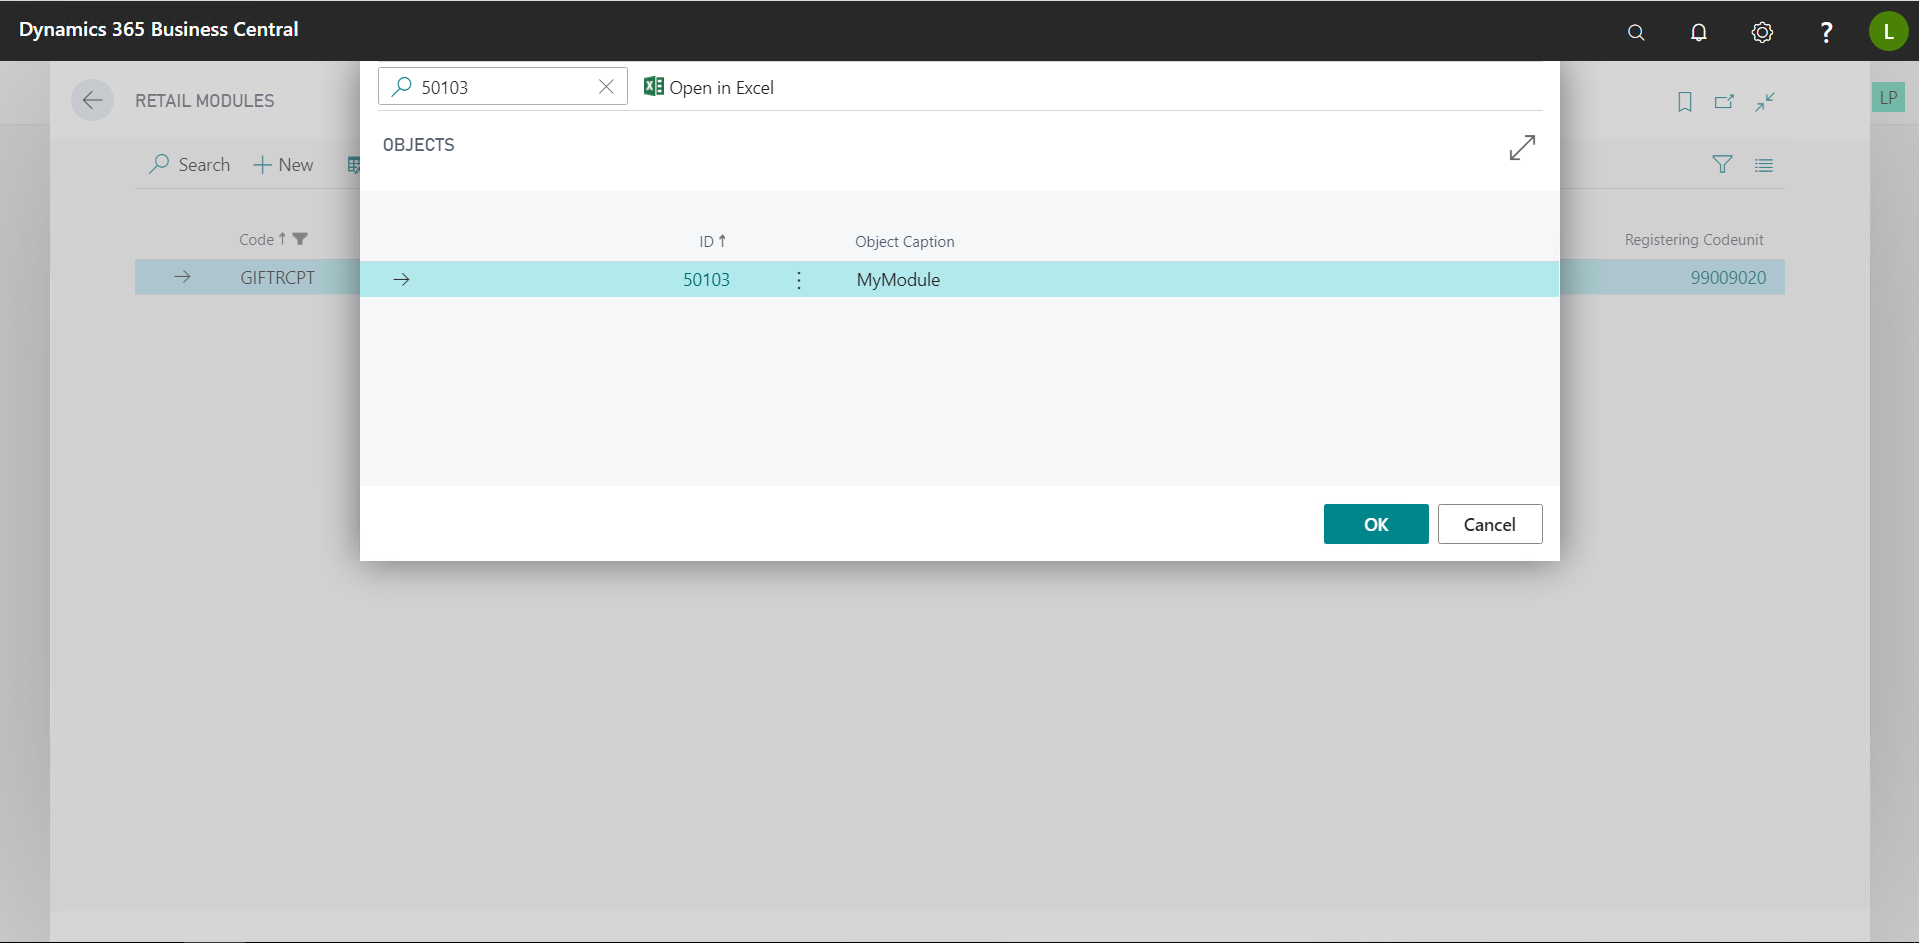 Dynamics 365 Business Central
?
L
50103
Open in Excel
RETAIL MODULES
LP
OBJECTS
Search
New
Code
ID
Object Caption
Registering Codeunit
GIFTRCPT
50103
MyModule
99009020
OK
Cancel